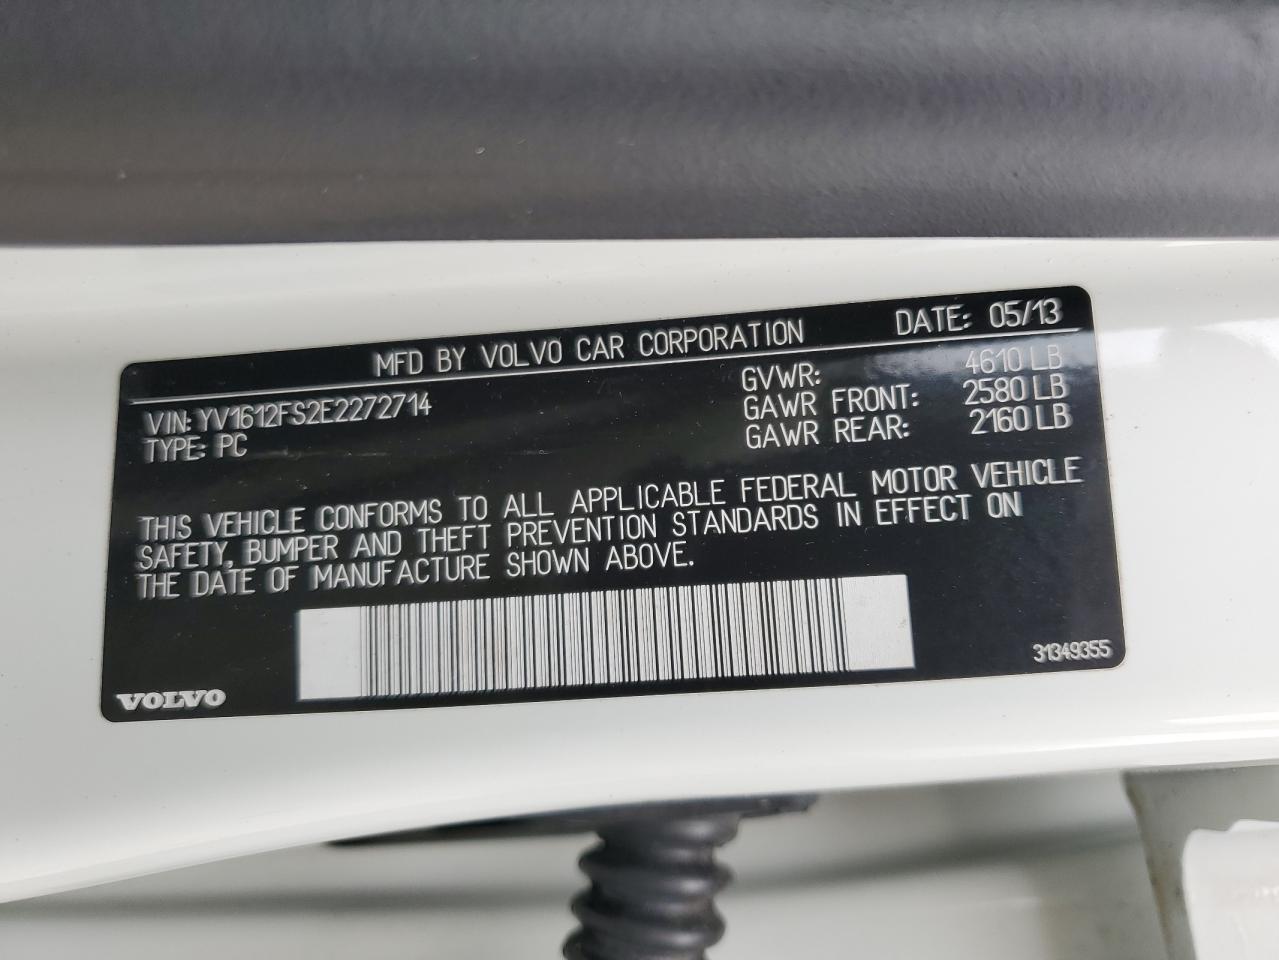 MFD BY VOLVO CAR CORPORATION DATE: 05/13
VIN: YV1612FS2E2272714
TYPE: PC
GVWR: 4610 LB
GAWR FRONT: 2580 LB
GAWR REAR: 2160 LB
THIS VEHICLE CONFORMS TO ALL APPLICABLE FEDERAL MOTOR VEHICLE
SAFETY, BUMPER AND THEFT PREVENTION STANDARDS IN EFFECT ON
THE DATE OF MANUFACTURE SHOWN ABOVE.
31349355
VOLVO